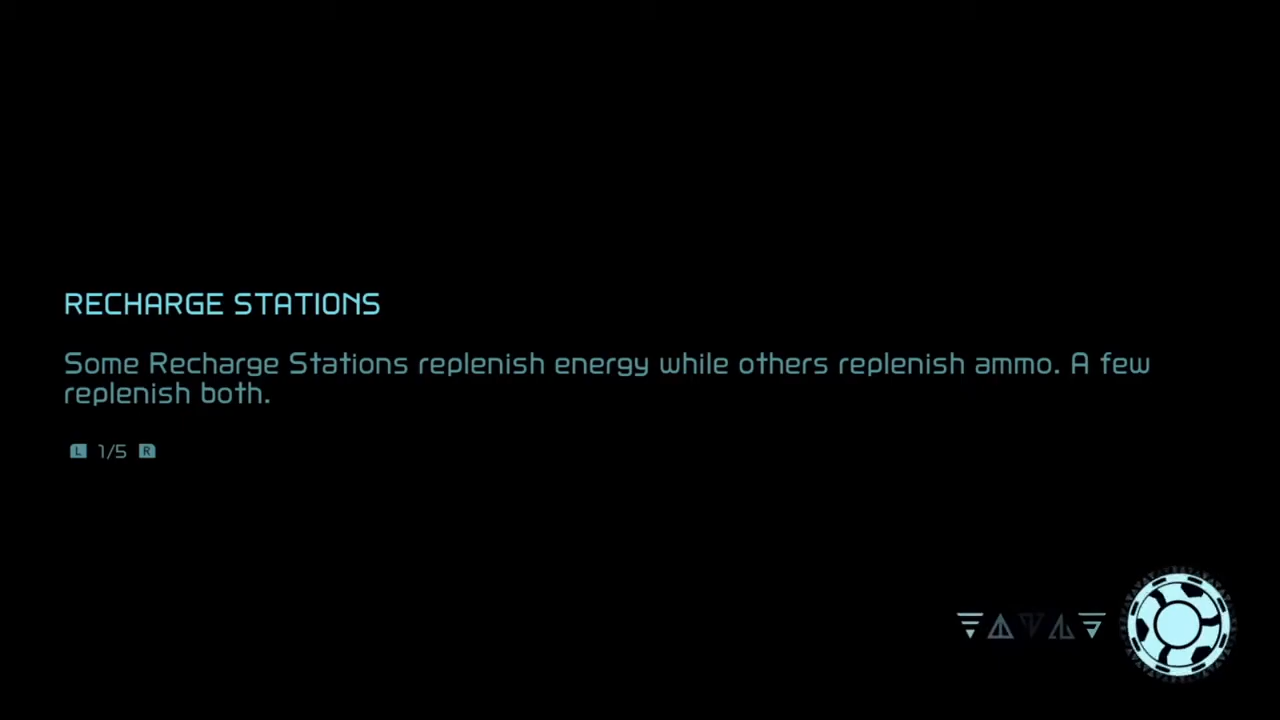 RECHARGE STATIONS
Some Recharge Stations replenish energy while others replenish ammo. A few
replenish both.
L 1/5 R